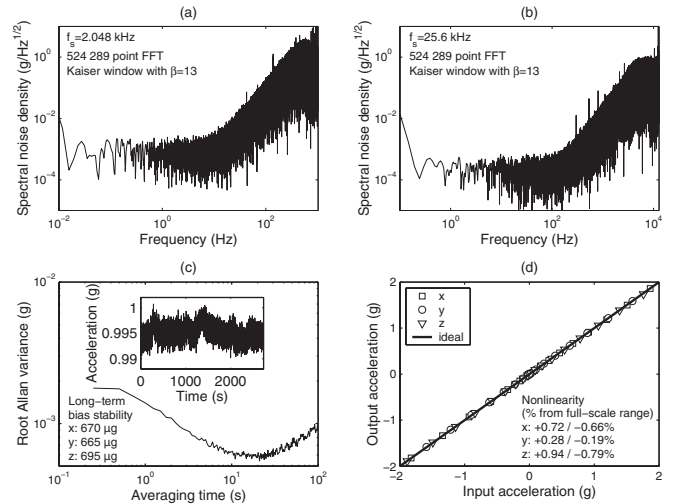 (a)
f_s=2.048 kHz
524 289 point FFT
Kaiser window with β=13
Spectral noise density (g/Hz^1/2)
10^0
10^−2
10^−4
10^−2
10^0
10^2
Frequency (Hz)
(b)
f_s=25.6 kHz
524 289 point FFT
Kaiser window with β=13
Spectral noise density (g/Hz^1/2)
10^0
10^−2
10^−4
10^0
10^2
10^4
Frequency (Hz)
(c)
Root Allan variance (g)
10^−2
10^−3
Acceleration (g)
1
0.995
0.99
0
1000
2000
Time (s)
Long−term
bias stability
x: 670 μg
y: 665 μg
z: 695 μg
10^−1
10^0
10^1
10^2
Averaging time (s)
(d)
Output acceleration (g)
2
1
0
−1
−2
x
y
z
ideal
Nonlinearity
(% from full−scale range)
x: +0.72 / −0.66%
y: +0.28 / −0.19%
z: +0.94 / −0.79%
−2
−1
0
1
2
Input acceleration (g)